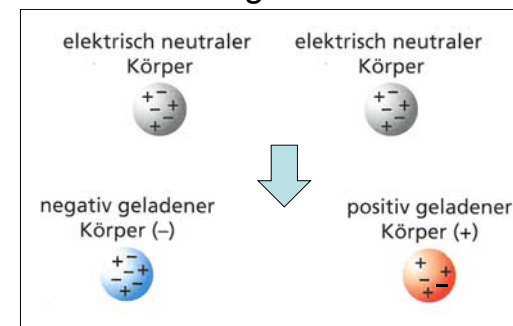 elektrisch neutraler
Körper
elektrisch neutraler
Körper
+ − − + − +
+ − − + − +
negativ geladener
Körper (−)
positiv geladener
Körper (+)
+ − − + + − −
+ + − + −